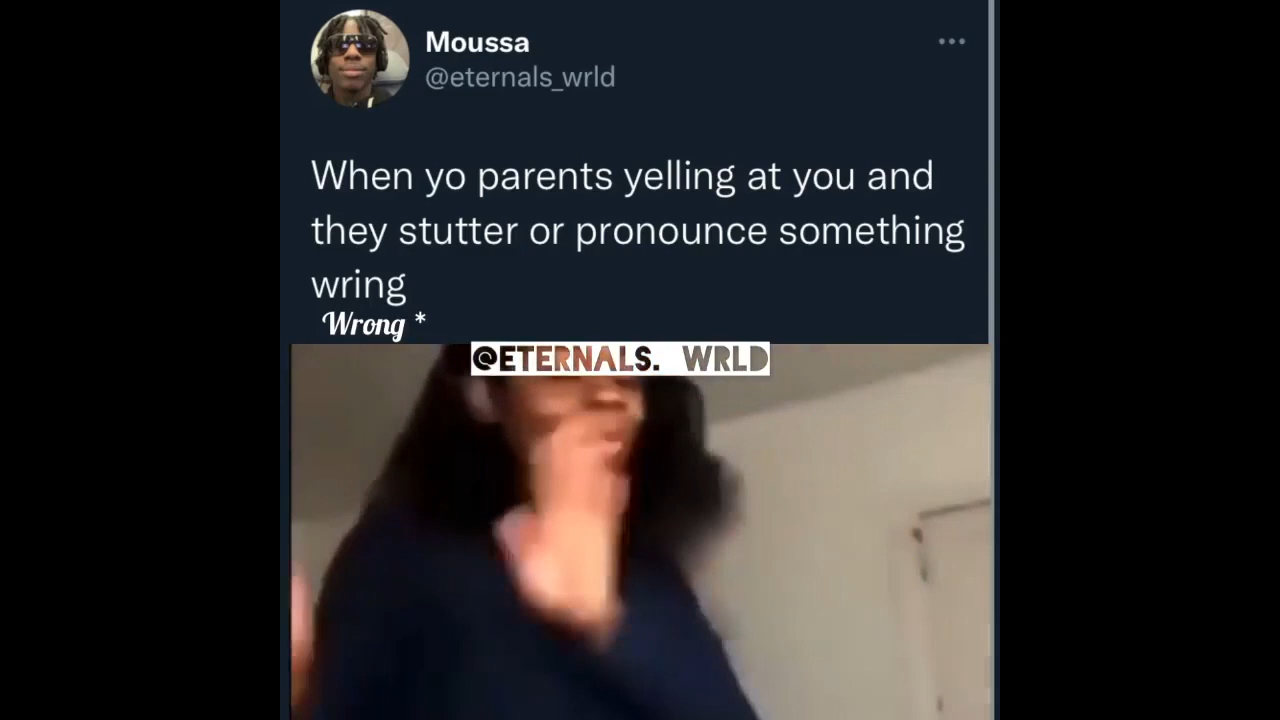 Moussa
@eternals_wrld
When yo parents yelling at you and
they stutter or pronounce something
wring
Wrong *
@ETERNALS. WRLD